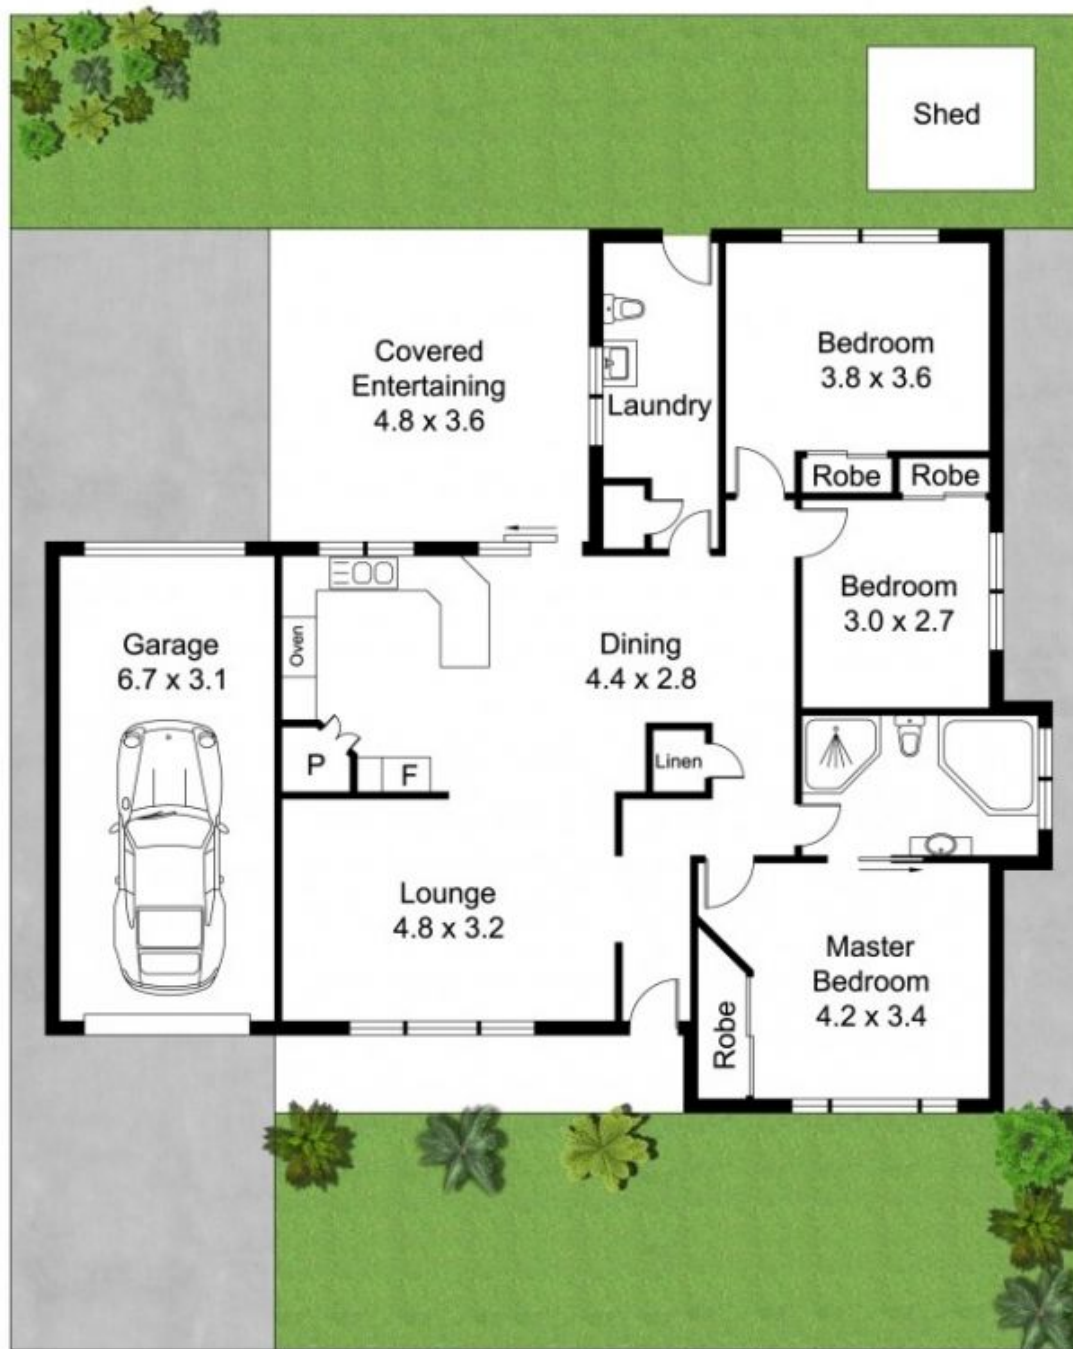 Shed
Covered
Entertaining
4.8 x 3.6
Laundry
Bedroom
3.8 x 3.6
Robe
Robe
Bedroom
3.0 x 2.7
Garage
6.7 x 3.1
Oven
Dining
4.4 x 2.8
P
F
Linen
Lounge
4.8 x 3.2
Master
Bedroom
4.2 x 3.4
Robe